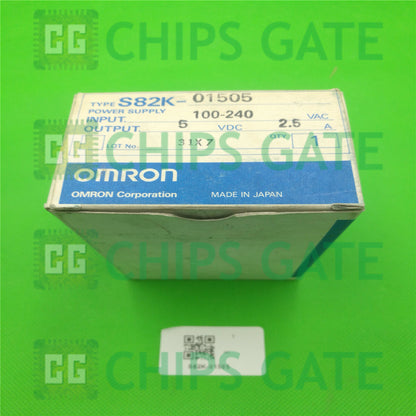 CG CHIPS GATE
TYPE S82K-01505
POWER SUPPLY
INPUT. 100-240 VAC
OUTPUT. 5 VDC 2.5 A
LOT No. 31X7 QTY. 1
OMRON
OMRON Corporation MADE IN JAPAN
CG CHIPS GATE
CG CHIPS GATE
CG CHIPS GATE